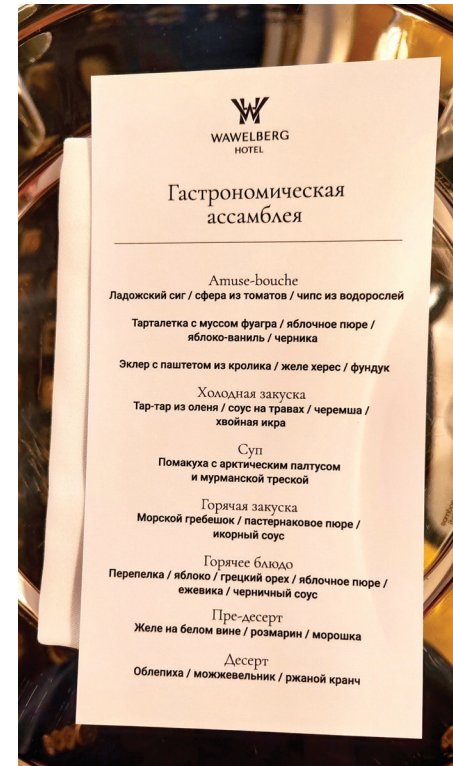 WAWELBERG
HOTEL
Гастрономическая
ассамблея
Amuse-bouche
Ладожский сиг / сфера из томатов / чипс из водорослей
Тарталетка с муссом фуагра / яблочное пюре /
яблоко-ваниль / черника
Эклер с паштетом из кролика / желе херес / фундук
Холодная закуска
Тар-тар из оленя / соус на травах / черемша /
хвойная икра
Суп
Помакуха с арктическим палтусом
и мурманской треской
Горячая закуска
Морской гребешок / пастернаковое пюре /
икорный соус
Горячее блюдо
Перепелка / яблоко / грецкий орех / яблочное пюре /
ежевика / черничный соус
Пре-десерт
Желе на белом вине / розмарин / морошка
Десерт
Облепиха / можжевельник / ржаной кранч